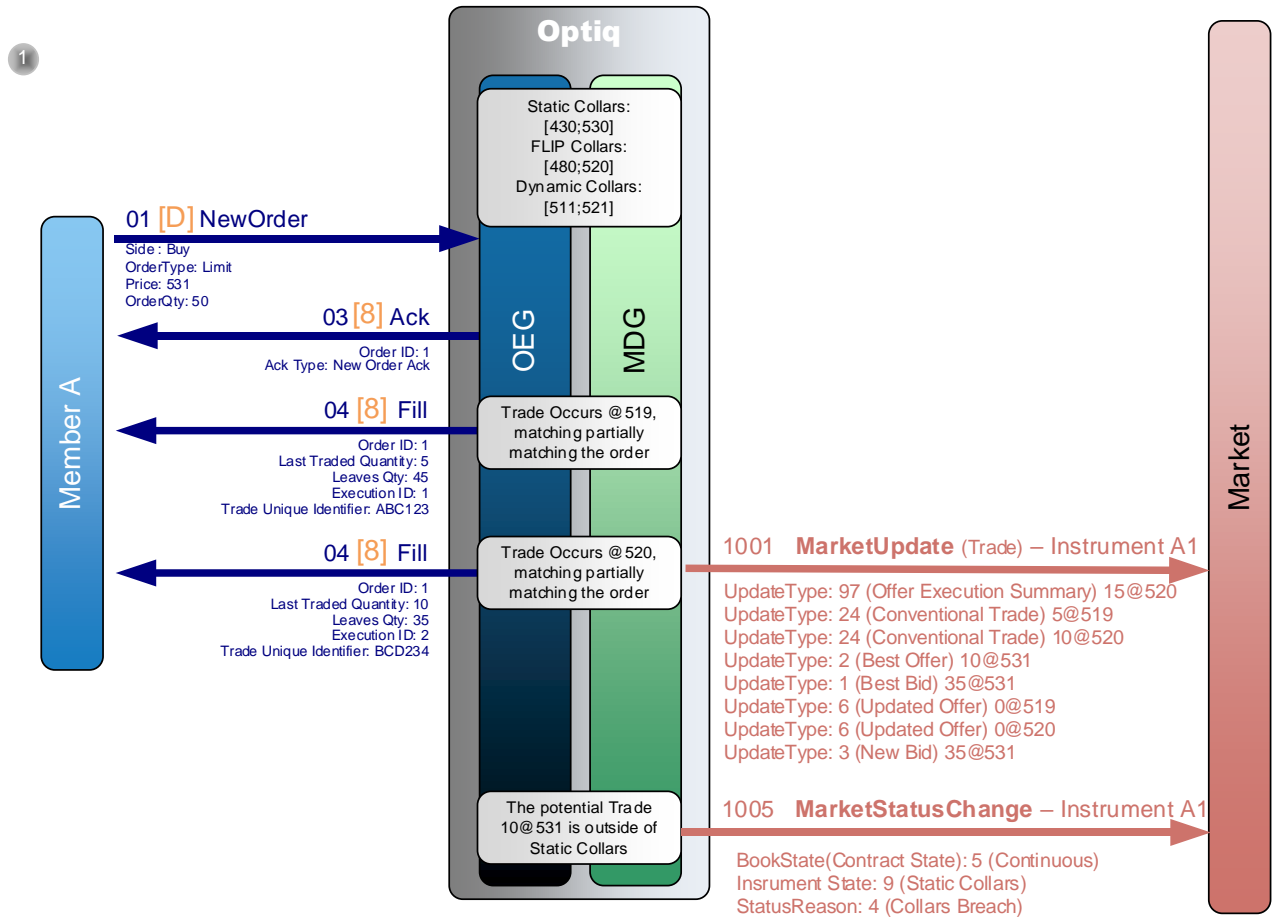 Optiq
1
Static Collars:
[430;530]
FLIP Collars:
[480;520]
Dynamic Collars:
[511;521]
01 [D] NewOrder
Side : Buy
OrderType: Limit
Price: 531
OrderQty: 50
03 [8] Ack
Order ID: 1
Ack Type: New Order Ack
OEG
MDG
Member A
Market
04 [8] Fill
Order ID: 1
Last Traded Quantity: 5
Leaves Qty: 45
Execution ID: 1
Trade Unique Identifier: ABC123
Trade Occurs @519,
matching partially
matching the order
04 [8] Fill
Order ID: 1
Last Traded Quantity: 10
Leaves Qty: 35
Execution ID: 2
Trade Unique Identifier: BCD234
Trade Occurs @520,
matching partially
matching the order
1001 MarketUpdate (Trade) – Instrument A1
UpdateType: 97 (Offer Execution Summary) 15@520
UpdateType: 24 (Conventional Trade) 5@519
UpdateType: 24 (Conventional Trade) 10@520
UpdateType: 2 (Best Offer) 10@531
UpdateType: 1 (Best Bid) 35@531
UpdateType: 6 (Updated Offer) 0@519
UpdateType: 6 (Updated Offer) 0@520
UpdateType: 3 (New Bid) 35@531
The potential Trade
10@531 is outside of
Static Collars
1005 MarketStatusChange – Instrument A1
BookState(Contract State): 5 (Continuous)
Insrument State: 9 (Static Collars)
StatusReason: 4 (Collars Breach)